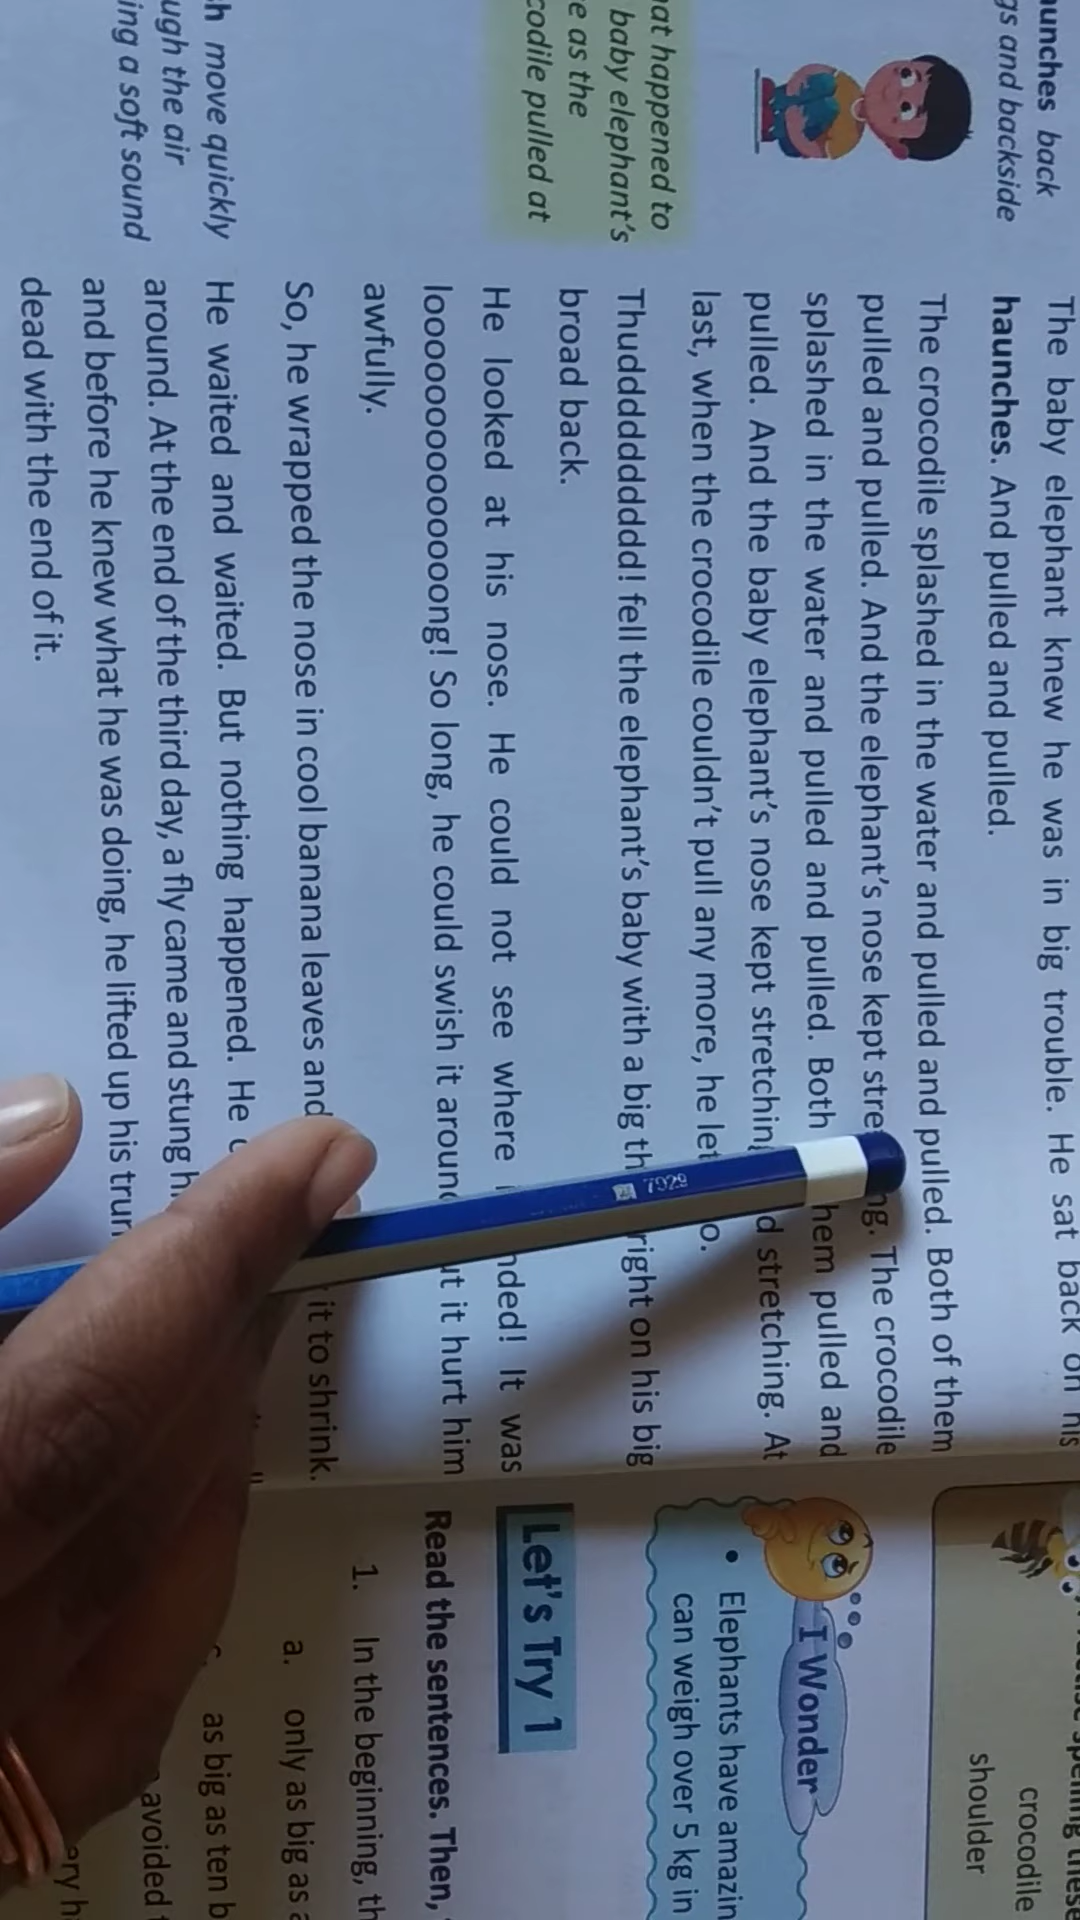 haunches back
gs and backside
at happened to
baby elephant's
e as the
codile pulled at
h move quickly
ugh the air
ing a soft sound
The baby elephant knew he was in big trouble. He sat back on his
haunches. And pulled and pulled.
The crocodile splashed in the water and pulled and pulled. Both of them
pulled and pulled. And the elephant's nose kept stre ng. The crocodile
splashed in the water and pulled and pulled. Both hem pulled and
pulled. And the baby elephant's nose kept stretchin d stretching. At
last, when the crocodile couldn't pull any more, he let o.
Thudddddddddd! fell the elephant's baby with a big th right on his big
broad back.
He looked at his nose. He could not see where nded! It was
looooooooooooooong! So long, he could swish it around ut it hurt him
awfully.
So, he wrapped the nose in cool banana leaves and it to shrink.
He waited and waited. But nothing happened. He
around. At the end of the third day, a fly came and stung h
and before he knew what he was doing, he lifted up his trun
dead with the end of it.
crocodile
shoulder
I Wonder
• Elephants have amazin
can weigh over 5 kg in
Let's Try 1
Read the sentences. Then,
1. In the beginning, th
a. only as big as a
as big as ten b
avoided
ery h